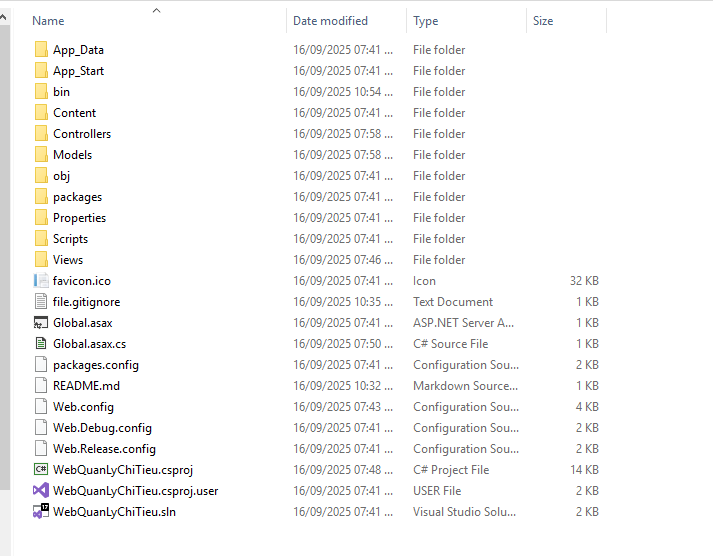 Name Date modified Type Size
App_Data 16/09/2025 07:41 ... File folder
App_Start 16/09/2025 07:41 ... File folder
bin 16/09/2025 10:54 ... File folder
Content 16/09/2025 07:41 ... File folder
Controllers 16/09/2025 07:58 ... File folder
Models 16/09/2025 07:58 ... File folder
obj 16/09/2025 07:41 ... File folder
packages 16/09/2025 07:41 ... File folder
Properties 16/09/2025 07:41 ... File folder
Scripts 16/09/2025 07:41 ... File folder
Views 16/09/2025 07:46 ... File folder
favicon.ico 16/09/2025 07:41 ... Icon 32 KB
file.gitignore 16/09/2025 10:35 ... Text Document 1 KB
Global.asax 16/09/2025 07:41 ... ASP.NET Server A... 1 KB
Global.asax.cs 16/09/2025 07:50 ... C# Source File 1 KB
packages.config 16/09/2025 07:41 ... Configuration Sou... 2 KB
README.md 16/09/2025 10:32 ... Markdown Source... 1 KB
Web.config 16/09/2025 07:43 ... Configuration Sou... 4 KB
Web.Debug.config 16/09/2025 07:41 ... Configuration Sou... 2 KB
Web.Release.config 16/09/2025 07:41 ... Configuration Sou... 2 KB
WebQuanLyChiTieu.csproj 16/09/2025 07:48 ... C# Project File 14 KB
WebQuanLyChiTieu.csproj.user 16/09/2025 07:41 ... USER File 2 KB
WebQuanLyChiTieu.sln 16/09/2025 07:41 ... Visual Studio Solu... 2 KB